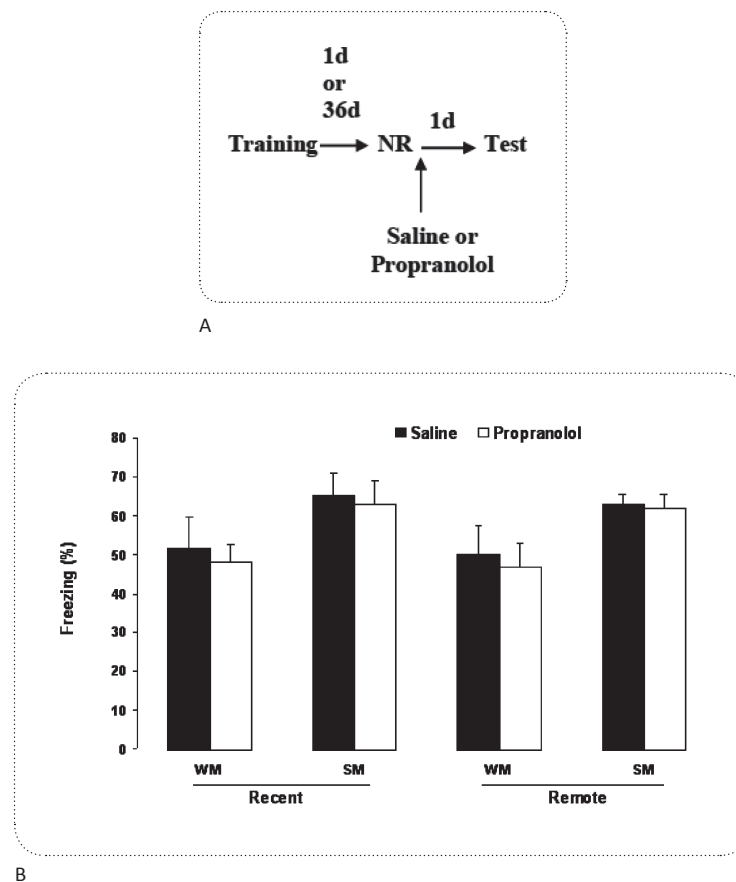 1d
or
36d
1d
Training NR Test
Saline or
Propranolol
A
Saline Propranolol
80
70
60
50
40
30
20
10
0
Freezing (%)
WM SM WM SM
Recent Remote
B